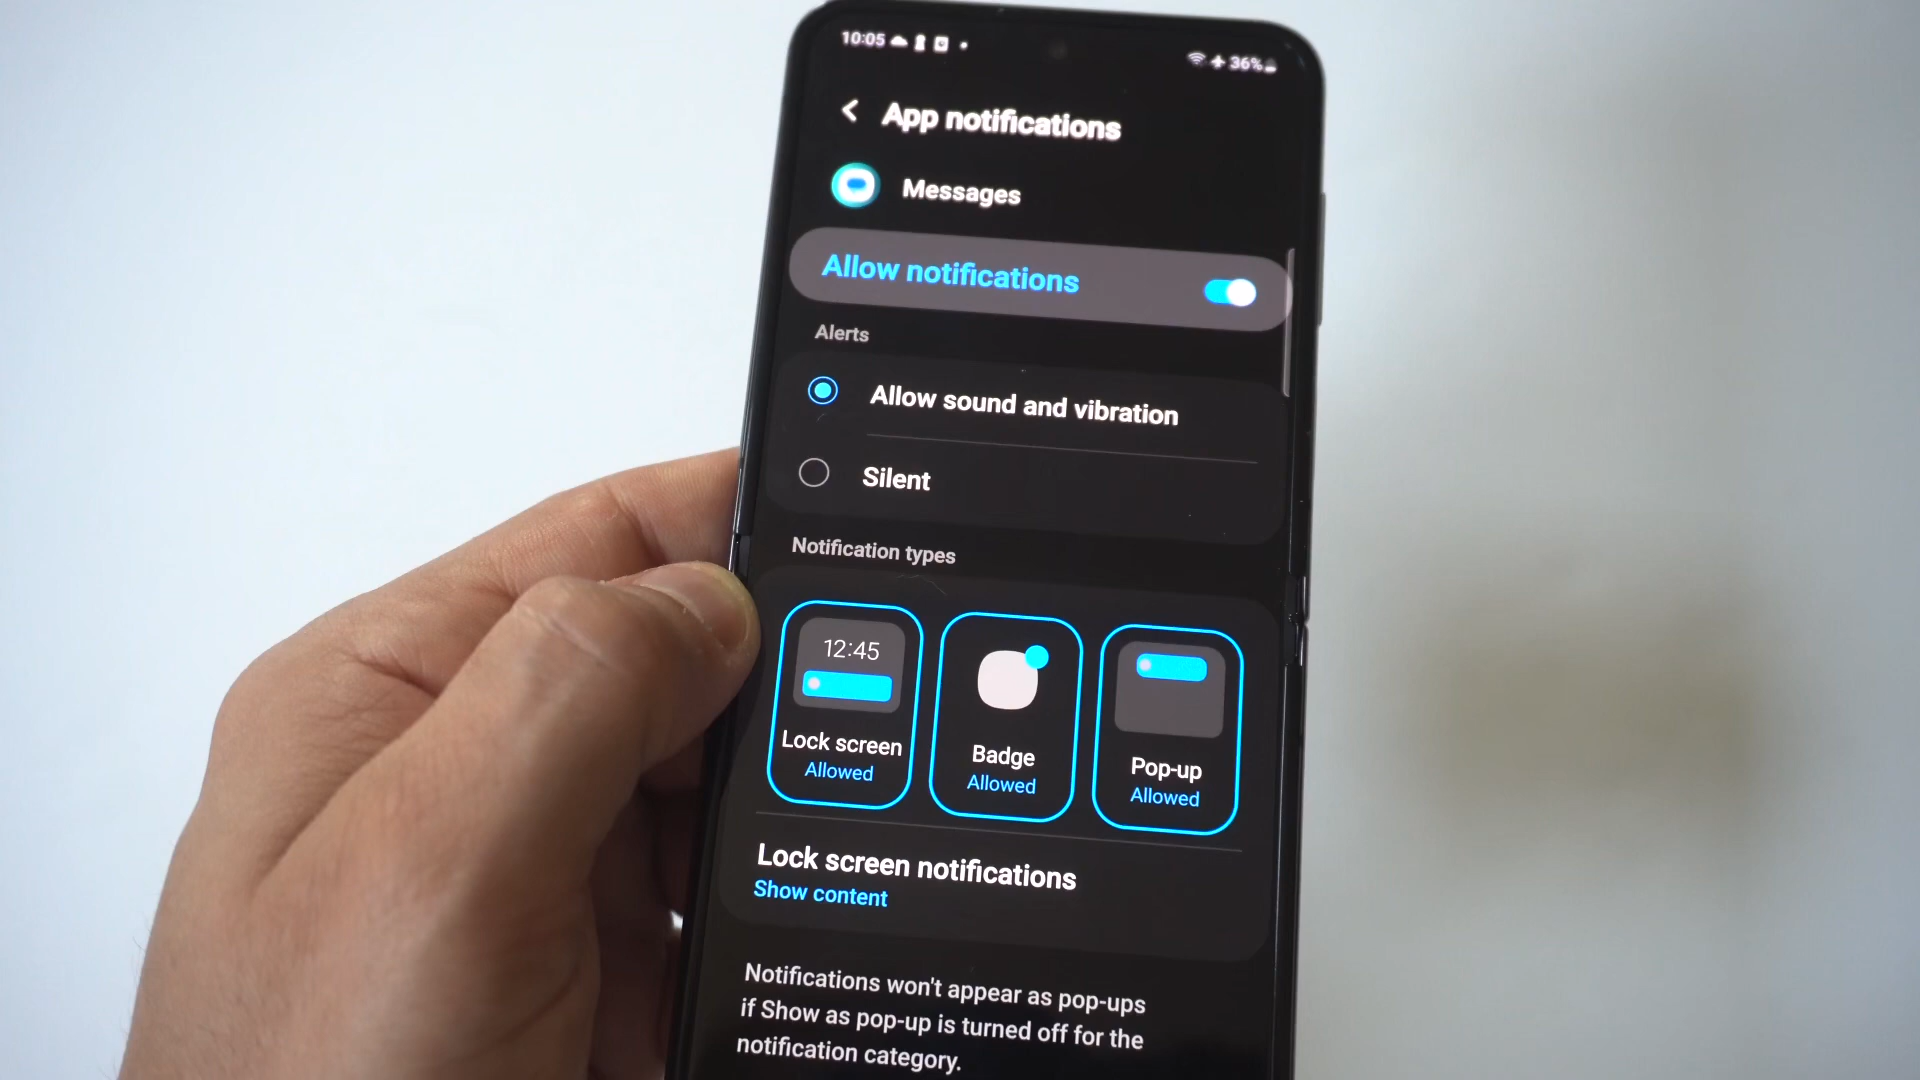 10:05
36%
App notifications
Messages
Allow notifications
Alerts
Allow sound and vibration
Silent
Notification types
12:45
Lock screen
Allowed
Badge
Allowed
Pop-up
Allowed
Lock screen notifications
Show content
Notifications won't appear as pop-ups
if Show as pop-up is turned off for the
notification category.